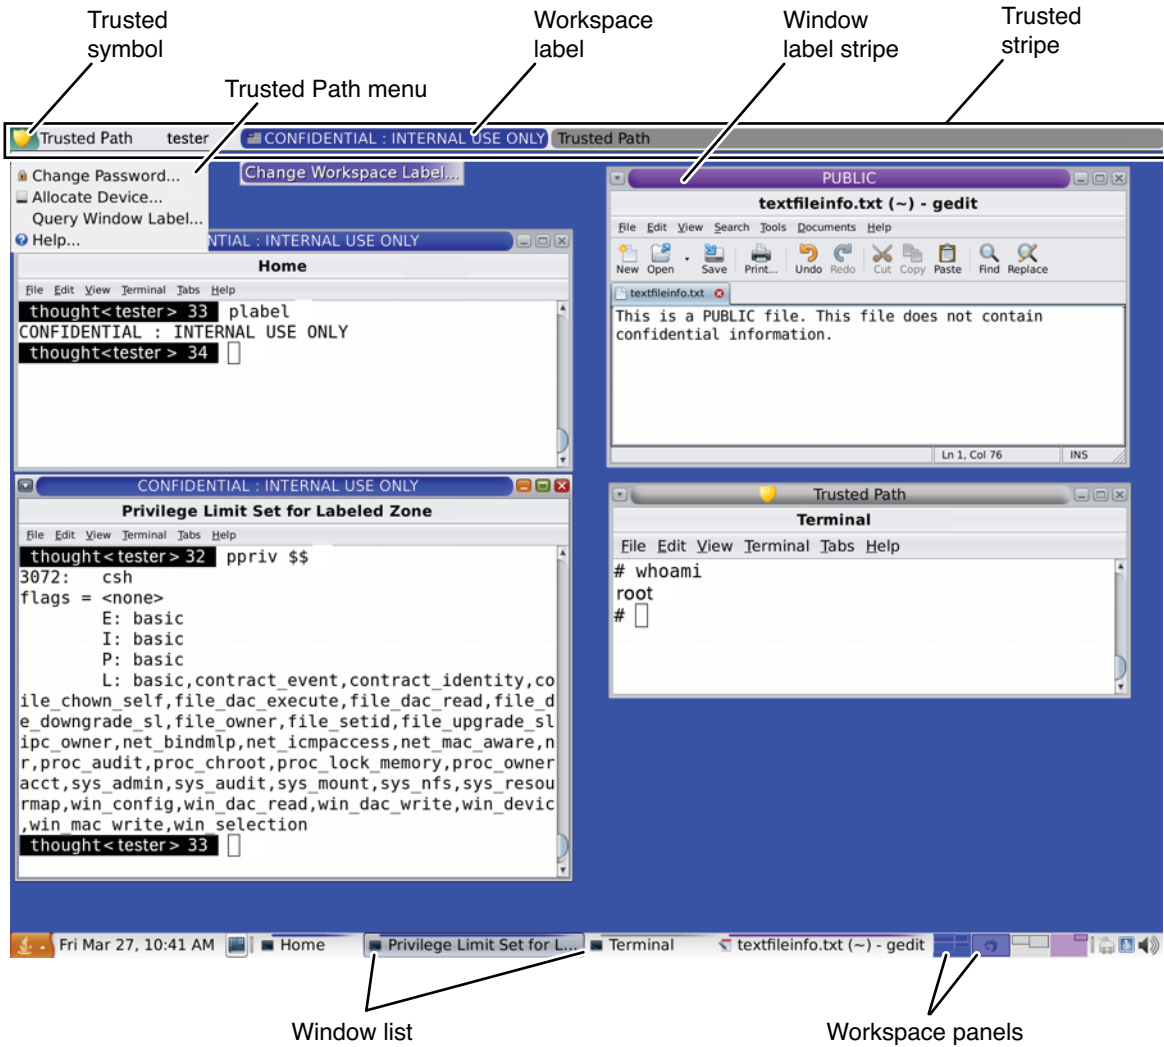 Trusted symbol
Workspace label
Window label stripe
Trusted stripe
Trusted Path menu
Trusted Path tester CONFIDENTIAL : INTERNAL USE ONLY Trusted Path
Change Password...
Allocate Device...
Query Window Label...
Help...
Change Workspace Label...
NTIAL : INTERNAL USE ONLY
Home
File Edit View Terminal Tabs Help
thought<tester> 33 plabel
CONFIDENTIAL : INTERNAL USE ONLY
thought<tester> 34
PUBLIC
textfileinfo.txt (~) - gedit
File Edit View Search Tools Documents Help
New Open Save Print... Undo Redo Cut Copy Paste Find Replace
textfileinfo.txt
This is a PUBLIC file. This file does not contain
confidential information.
Ln 1, Col 76 INS
CONFIDENTIAL : INTERNAL USE ONLY
Privilege Limit Set for Labeled Zone
File Edit View Terminal Tabs Help
thought<tester> 32 ppriv $$
3072: csh
flags = <none>
E: basic
I: basic
P: basic
L: basic,contract_event,contract_identity,co
ile_chown_self,file_dac_execute,file_dac_read,file_d
e_downgrade_sl,file_owner,file_setid,file_upgrade_sl
ipc_owner,net_bindmlp,net_icmpaccess,net_mac_aware,n
r,proc_audit,proc_chroot,proc_lock_memory,proc_owner
acct,sys_admin,sys_audit,sys_mount,sys_nfs,sys_resou
rmap,win_config,win_dac_read,win_dac_write,win_devic
,win_mac write,win_selection
thought<tester> 33
Trusted Path
Terminal
File Edit View Terminal Tabs Help
# whoami
root
#
Fri Mar 27, 10:41 AM Home Privilege Limit Set for L... Terminal textfileinfo.txt (~) - gedit
Window list
Workspace panels